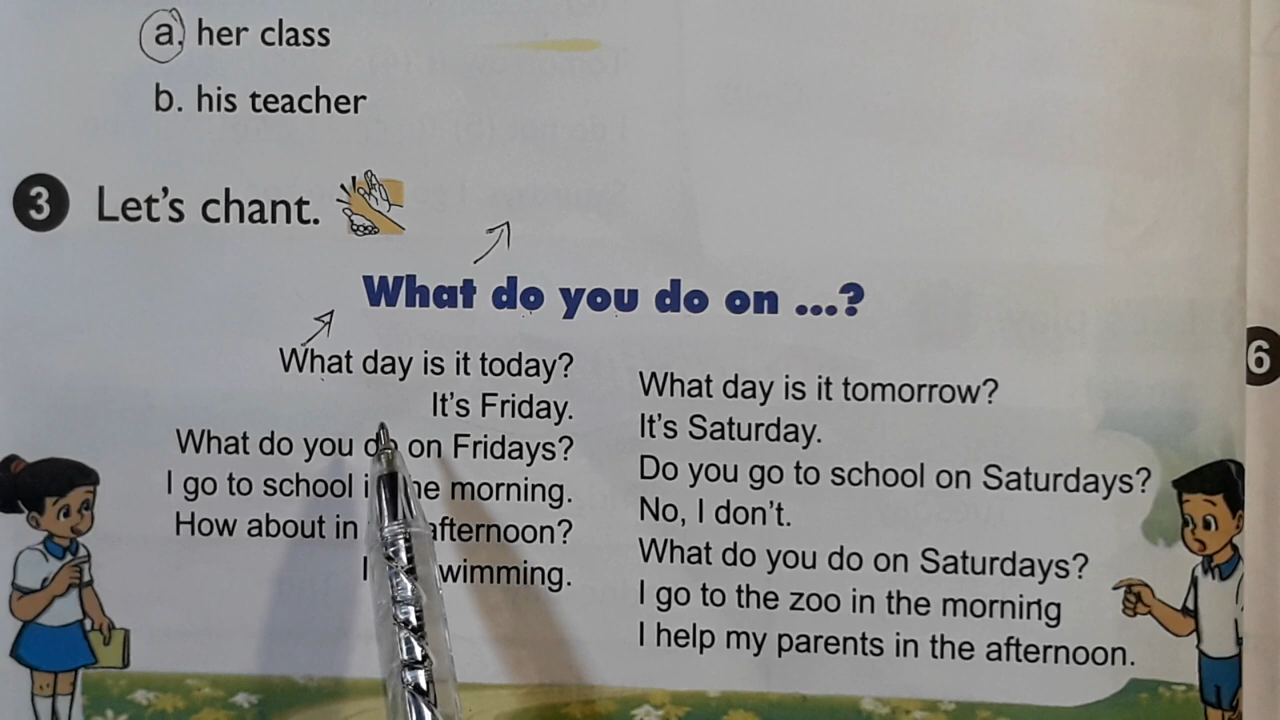 a. her class
b. his teacher
3 Let's chant.
What do you do on ...?
What day is it today?
It's Friday.
What do you do on Fridays?
I go to school the morning.
How about in afternoon?
I
What day is it tomorrow?
It's Saturday.
Do you go to school on Saturdays?
No, I don't.
What do you do on Saturdays?
I go to the zoo in the morning
I help my parents in the afternoon.
6